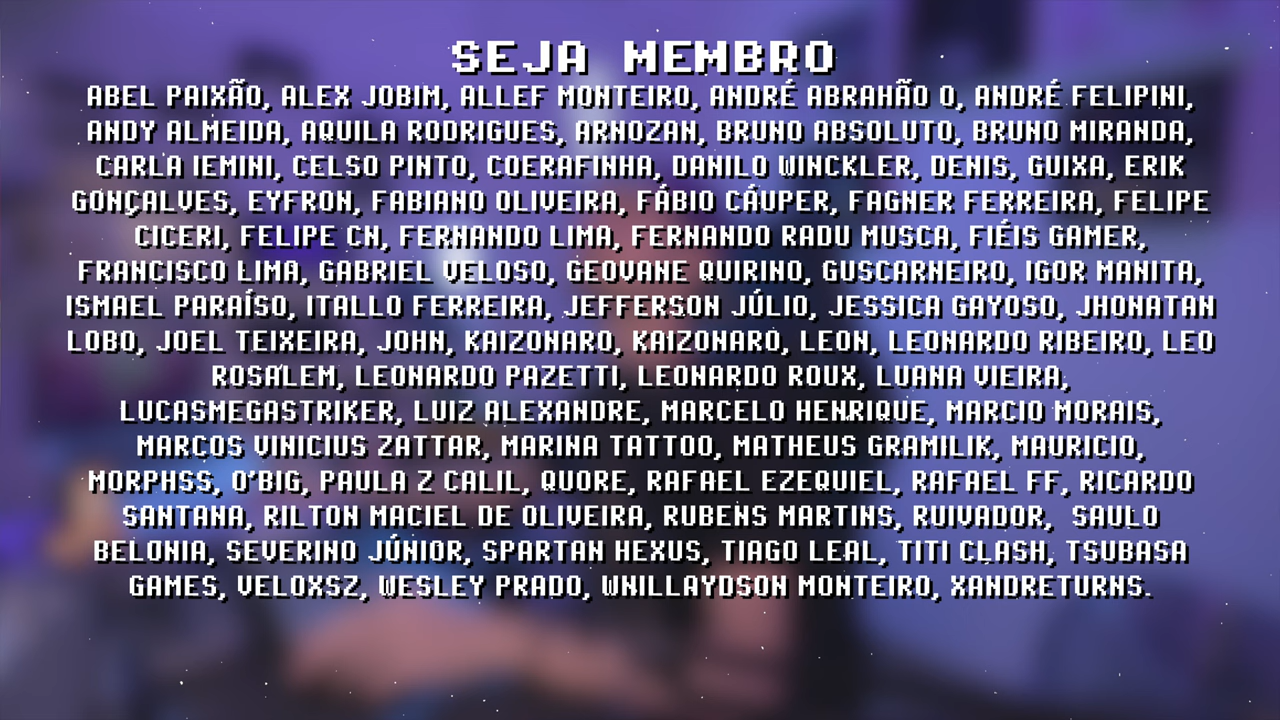 SEJA MEMBRO
ABEL PAIXÃO, ALEX JOBIM, ALLEF MONTEIRO, ANDRÉ ABRAHÃO O, ANDRÉ FELIPINI,
ANDY ALMEIDA, AQUILA RODRIGUES, ARNOZAN, BRUNO ABSOLUTO, BRUNO MIRANDA,
CARLA IEMINI, CELSO PINTO, COERAFINHA, DANILO WINCKLER, DENIS, GUIXA, ERIK
GONÇALVES, EYFRON, FABIANO OLIVEIRA, FÁBIO CÁUPER, FAGNER FERREIRA, FELIPE
CICERI, FELIPE CN, FERNANDO LIMA, FERNANDO RADU MUSCA, FIÉIS GAMER,
FRANCISCO LIMA, GABRIEL VELOSO, GEOVANE QUIRINO, GUSCARNEIRO, IGOR MANITA,
ISMAEL PARAÍSO, ITALLO FERREIRA, JEFFERSON JÚLIO, JESSICA GAYOSO, JHONATAN
LOBO, JOEL TEIXEIRA, JOHN, KAIZONARO, KA1ZONARO, LEON, LEONARDO RIBEIRO, LEO
ROSA'LEM, LEONARDO PAZETTI, LEONARDO ROUX, LUANA VIEIRA,
LUCASMEGASTRIKER, LUIZ ALEXANDRE, MARCELO HENRIQUE, MARCIO MORAIS,
MARCOS VINICIUS ZATTAR, MARINA TATTOO, MATHEUS GRAMILIK, MAURICIO,
MORPHSS, O'BIG, PAULA Z CALIL, QUORE, RAFAEL EZEQUIEL, RAFAEL FF, RICARDO
SANTANA, RILTON MACIEL DE OLIVEIRA, RUBENS MARTINS, RUIVADOR, SAULO
BELONIA, SEVERINO JÚNIOR, SPARTAN HEXUS, TIAGO LEAL, TITI CLASH, TSUBASA
GAMES, VELOXSZ, WESLEY PRADO, WNILLAYDSON MONTEIRO, XANDRETURNS.